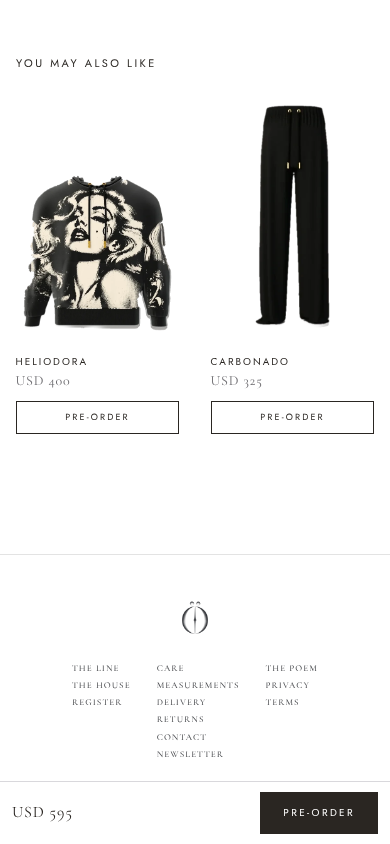 YOU MAY ALSO LIKE
HELIODORA
USD 400
PRE-ORDER
CARBONADO
USD 325
PRE-ORDER
THE LINE
THE HOUSE
REGISTER
CARE
MEASUREMENTS
DELIVERY
RETURNS
CONTACT
NEWSLETTER
THE POEM
PRIVACY
TERMS
USD 595
PRE-ORDER